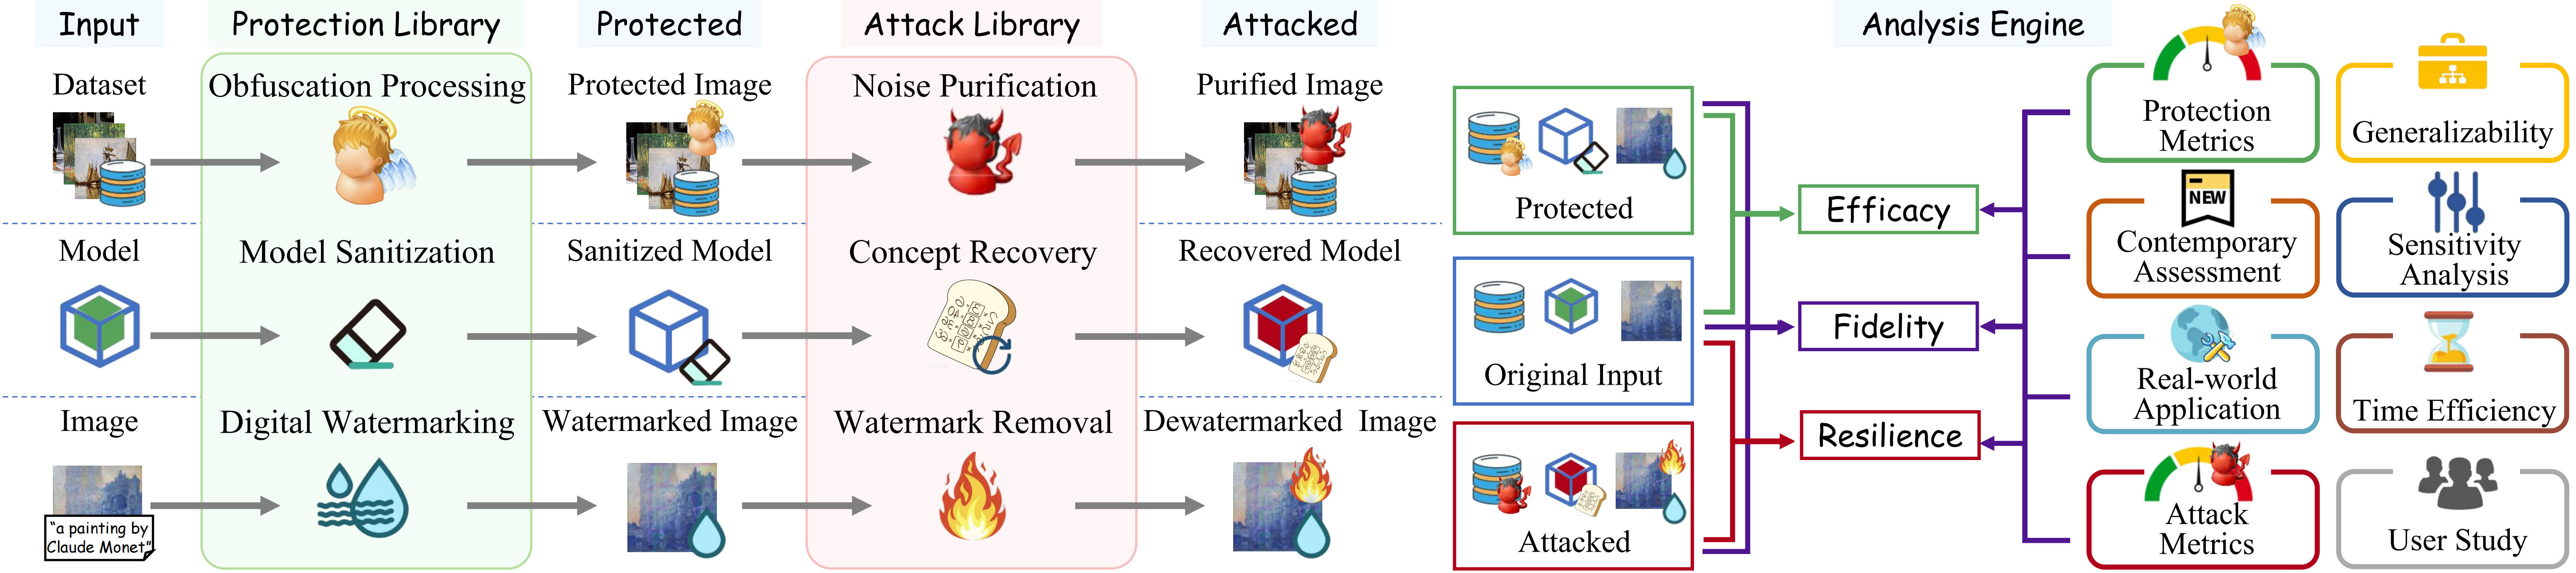 Input
Protection Library
Protected
Attack Library
Attacked
Analysis Engine
Dataset
Obfuscation Processing
Protected Image
Noise Purification
Purified Image
Model
Model Sanitization
Sanitized Model
Concept Recovery
Recovered Model
Image
Digital Watermarking
Watermarked Image
Watermark Removal
Dewatermarked Image
"a painting by
Claude Monet"
Protected
Original Input
Attacked
Efficacy
Fidelity
Resilience
Protection
Metrics
Generalizability
NEW
Contemporary
Assessment
Sensitivity
Analysis
Real-world
Application
Time Efficiency
Attack
Metrics
User Study